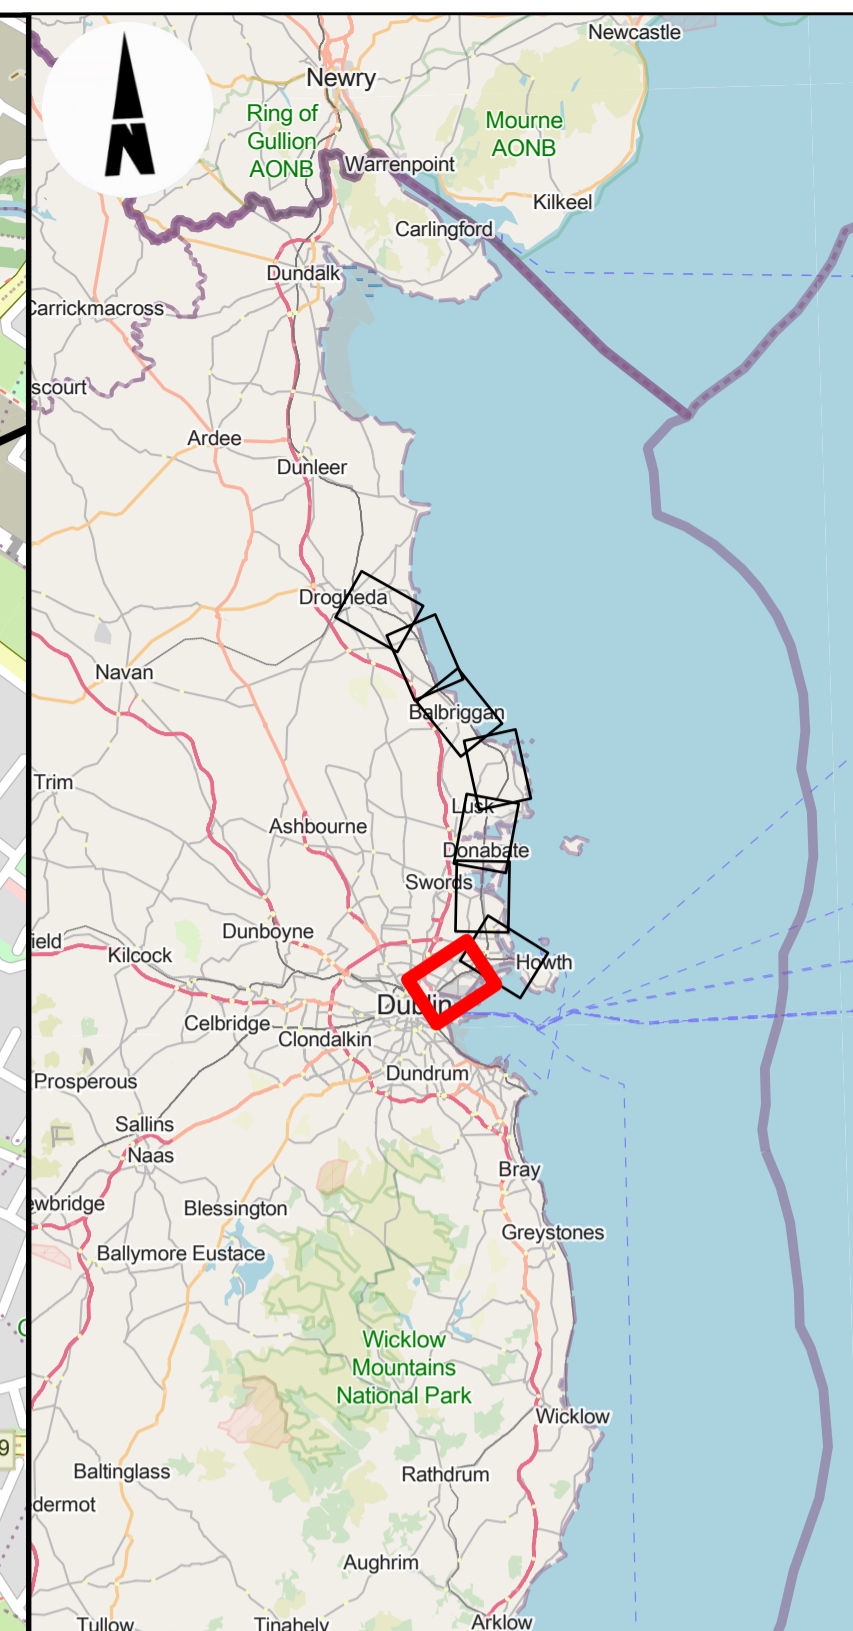 Newcastle
Newry
Ring of
Gullion
AONB
Mourne
AONB
Warrenpoint
Kilkeel
Carlingford
Dundalk
Carrickmacross
scourt
Ardee
Dunleer
Drogheda
Navan
Balbriggan
Trim
Lusk
Ashbourne
Donabate
Swords
Dunboyne
ield
Kilcock
Howth
Dublin
Celbridge
Clondalkin
Dundrum
Prosperous
Sallins
Naas
Bray
ewbridge
Blessington
Greystones
Ballymore Eustace
Wicklow
Mountains
National Park
Wicklow
9
Baltinglass
Rathdrum
dermot
Aughrim
Tullow
Tinahely
Arklow
N